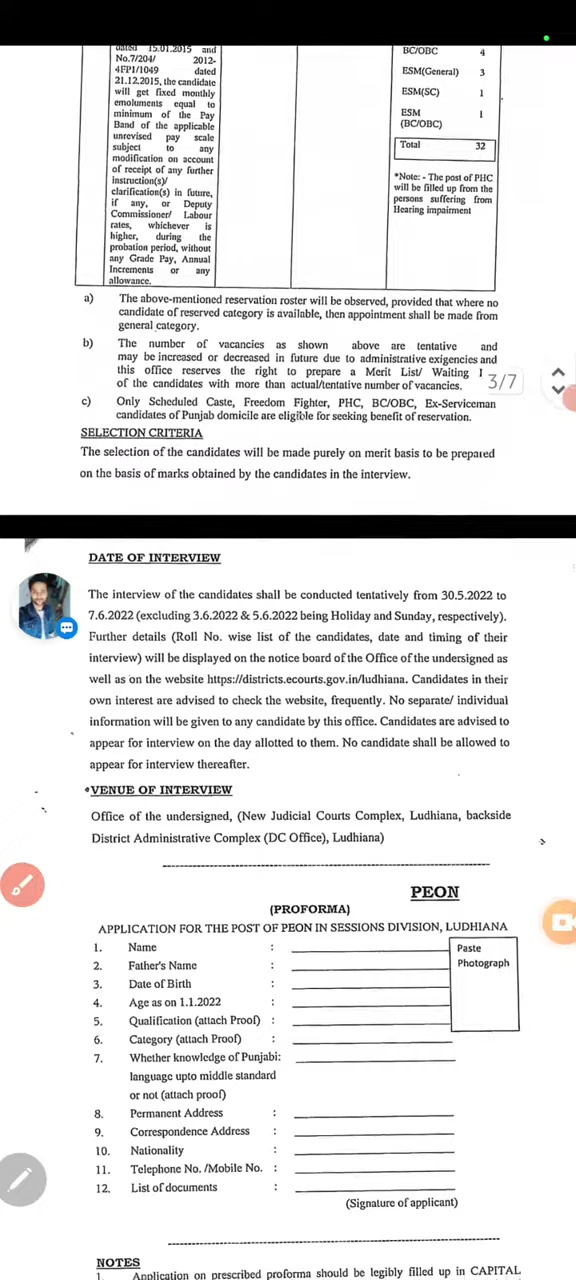 dated 15.01.2015 and
No.7/204/ 2012-
4FP1/1049 dated
21.12.2015, the candidate
will get fixed monthly
emoluments equal to
minimum of the Pay
Band of the applicable
unrevised pay scale
subject to any
modification on account
of receipt of any further
instruction(s)/
clarification(s) in future,
if any, or Deputy
Commissioner/ Labour
rates, whichever is
higher, during the
probation period, without
any Grade Pay, Annual
Increments or any
allowance.
BC/OBC 4
ESM(General) 3
ESM(SC) 1
ESM 1
(BC/OBC)
Total 32
*Note: - The post of PHC
will be filled up from the
persons suffering from
Hearing impairment
a) The above-mentioned reservation roster will be observed, provided that where no
candidate of reserved category is available, then appointment shall be made from
general category.
b) The number of vacancies as shown above are tentative and
may be increased or decreased in future due to administrative exigencies and
this office reserves the right to prepare a Merit List/ Waiting
of the candidates with more than actual/tentative number of vacancies.
3/7
c) Only Scheduled Caste, Freedom Fighter, PHC, BC/OBC, Ex-Serviceman
candidates of Punjab domicile are eligible for seeking benefit of reservation.
SELECTION CRITERIA
The selection of the candidates will be made purely on merit basis to be prepared
on the basis of marks obtained by the candidates in the interview.
DATE OF INTERVIEW
The interview of the candidates shall be conducted tentatively from 30.5.2022 to
7.6.2022 (excluding 3.6.2022 & 5.6.2022 being Holiday and Sunday, respectively).
Further details (Roll No. wise list of the candidates, date and timing of their
interview) will be displayed on the notice board of the Office of the undersigned as
well as on the website https://districts.ecourts.gov.in/ludhiana. Candidates in their
own interest are advised to check the website, frequently. No separate/ individual
information will be given to any candidate by this office. Candidates are advised to
appear for interview on the day allotted to them. No candidate shall be allowed to
appear for interview thereafter.
VENUE OF INTERVIEW
Office of the undersigned, (New Judicial Courts Complex, Ludhiana, backside
District Administrative Complex (DC Office), Ludhiana)
PEON
(PROFORMA)
APPLICATION FOR THE POST OF PEON IN SESSIONS DIVISION, LUDHIANA
1. Name :
2. Father's Name :
3. Date of Birth :
4. Age as on 1.1.2022 :
5. Qualification (attach Proof) :
6. Category (attach Proof) :
7. Whether knowledge of Punjabi:
language upto middle standard
or not (attach proof)
8. Permanent Address :
9. Correspondence Address :
10. Nationality :
11. Telephone No. /Mobile No. :
12. List of documents :
Paste
Photograph
(Signature of applicant)
NOTES
1. Application on prescribed proforma should be legibly filled up in CAPITAL